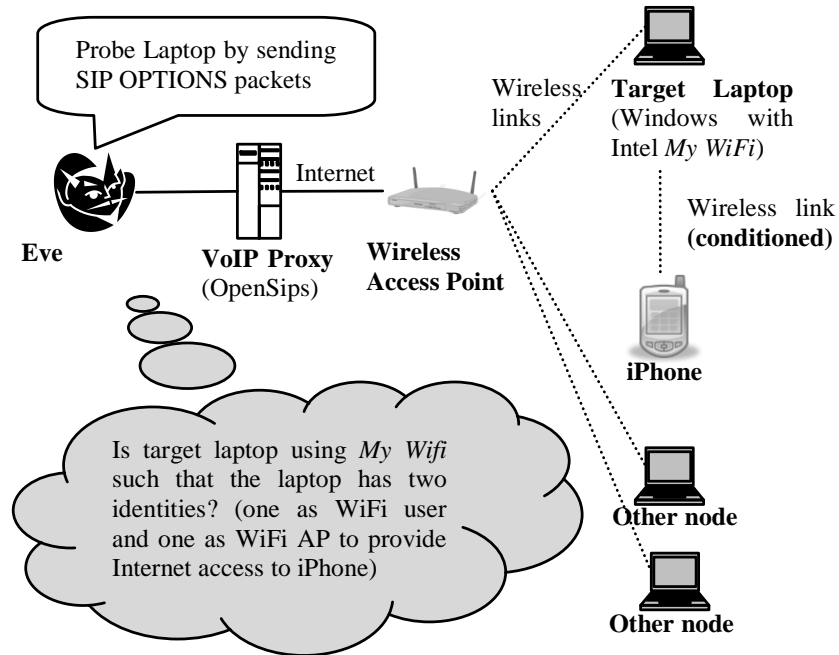 Probe Laptop by sending
SIP OPTIONS packets
Wireless
links
Target Laptop
(Windows with
Intel My WiFi)
Internet
Wireless link
(conditioned)
Eve
VoIP Proxy
(OpenSips)
Wireless
Access Point
iPhone
Is target laptop using My Wifi
such that the laptop has two
identities? (one as WiFi user
and one as WiFi AP to provide
Internet access to iPhone)
Other node
Other node